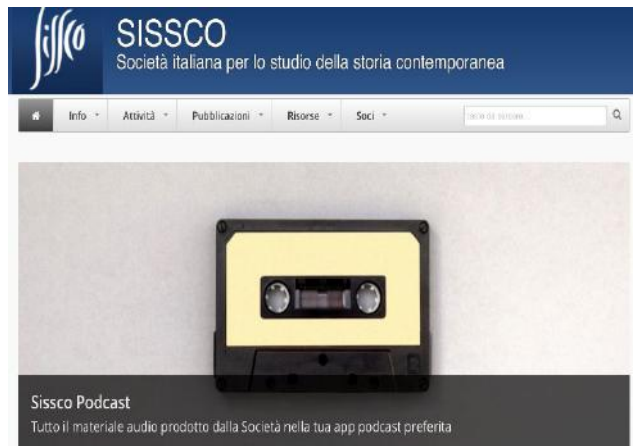 Sissco
SISSCO
Società italiana per lo studio della storia contemporanea
Info Attività Pubblicazioni Risorse Soci
Sissco Podcast
Tutto il materiale audio prodotto dalla Società nella tua app podcast preferita